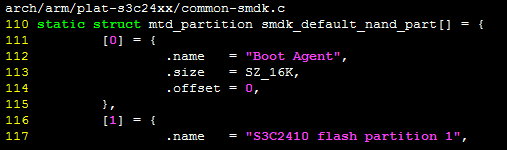 arch/arm/plat-s3c24xx/common-smdk.c
110 static struct mtd_partition smdk_default_nand_part[] = {
111         [0] = {
112                 .name   = "Boot Agent",
113                 .size   = SZ_16K,
114                 .offset = 0,
115         },
116         [1] = {
117                 .name   = "S3C2410 flash partition 1",